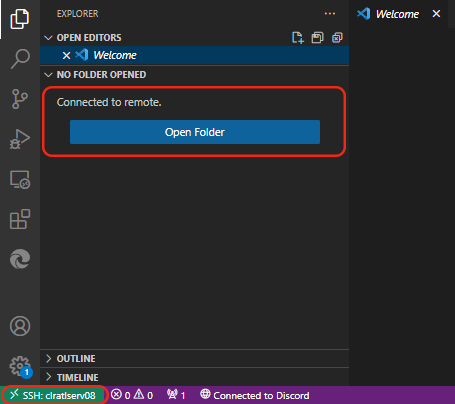 EXPLORER
Welcome
OPEN EDITORS
Welcome
NO FOLDER OPENED
Connected to remote.
Open Folder
OUTLINE
TIMELINE
1
SSH: clratlserv08 0 0 1 Connected to Discord